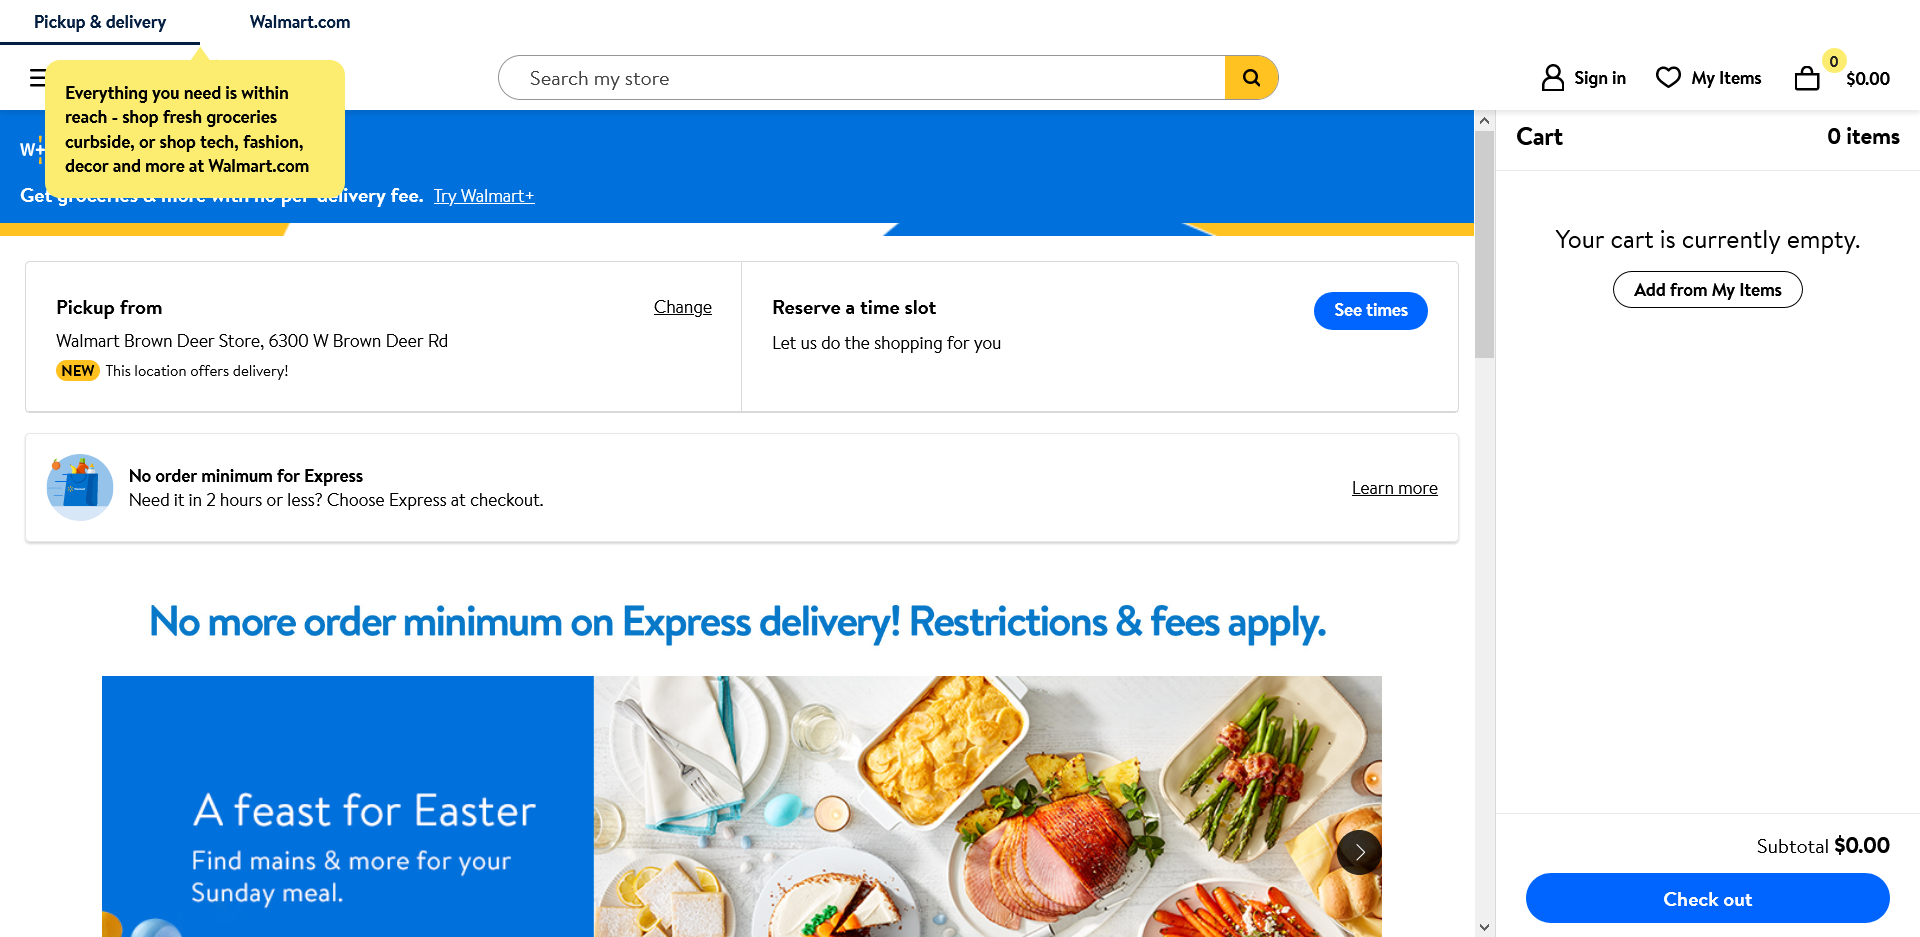 Pickup & delivery
Walmart.com
Everything you need is within
reach - shop fresh groceries
curbside, or shop tech, fashion,
decor and more at Walmart.com
Search my store
Sign in
My Items
0
$0.00
W+
Get groceries & more with no per-delivery fee. Try Walmart+
Pickup from
Change
Walmart Brown Deer Store, 6300 W Brown Deer Rd
NEW This location offers delivery!
Reserve a time slot
Let us do the shopping for you
See times
No order minimum for Express
Need it in 2 hours or less? Choose Express at checkout.
Learn more
No more order minimum on Express delivery! Restrictions & fees apply.
A feast for Easter
Find mains & more for your
Sunday meal.
Cart
0 items
Your cart is currently empty.
Add from My Items
Subtotal $0.00
Check out